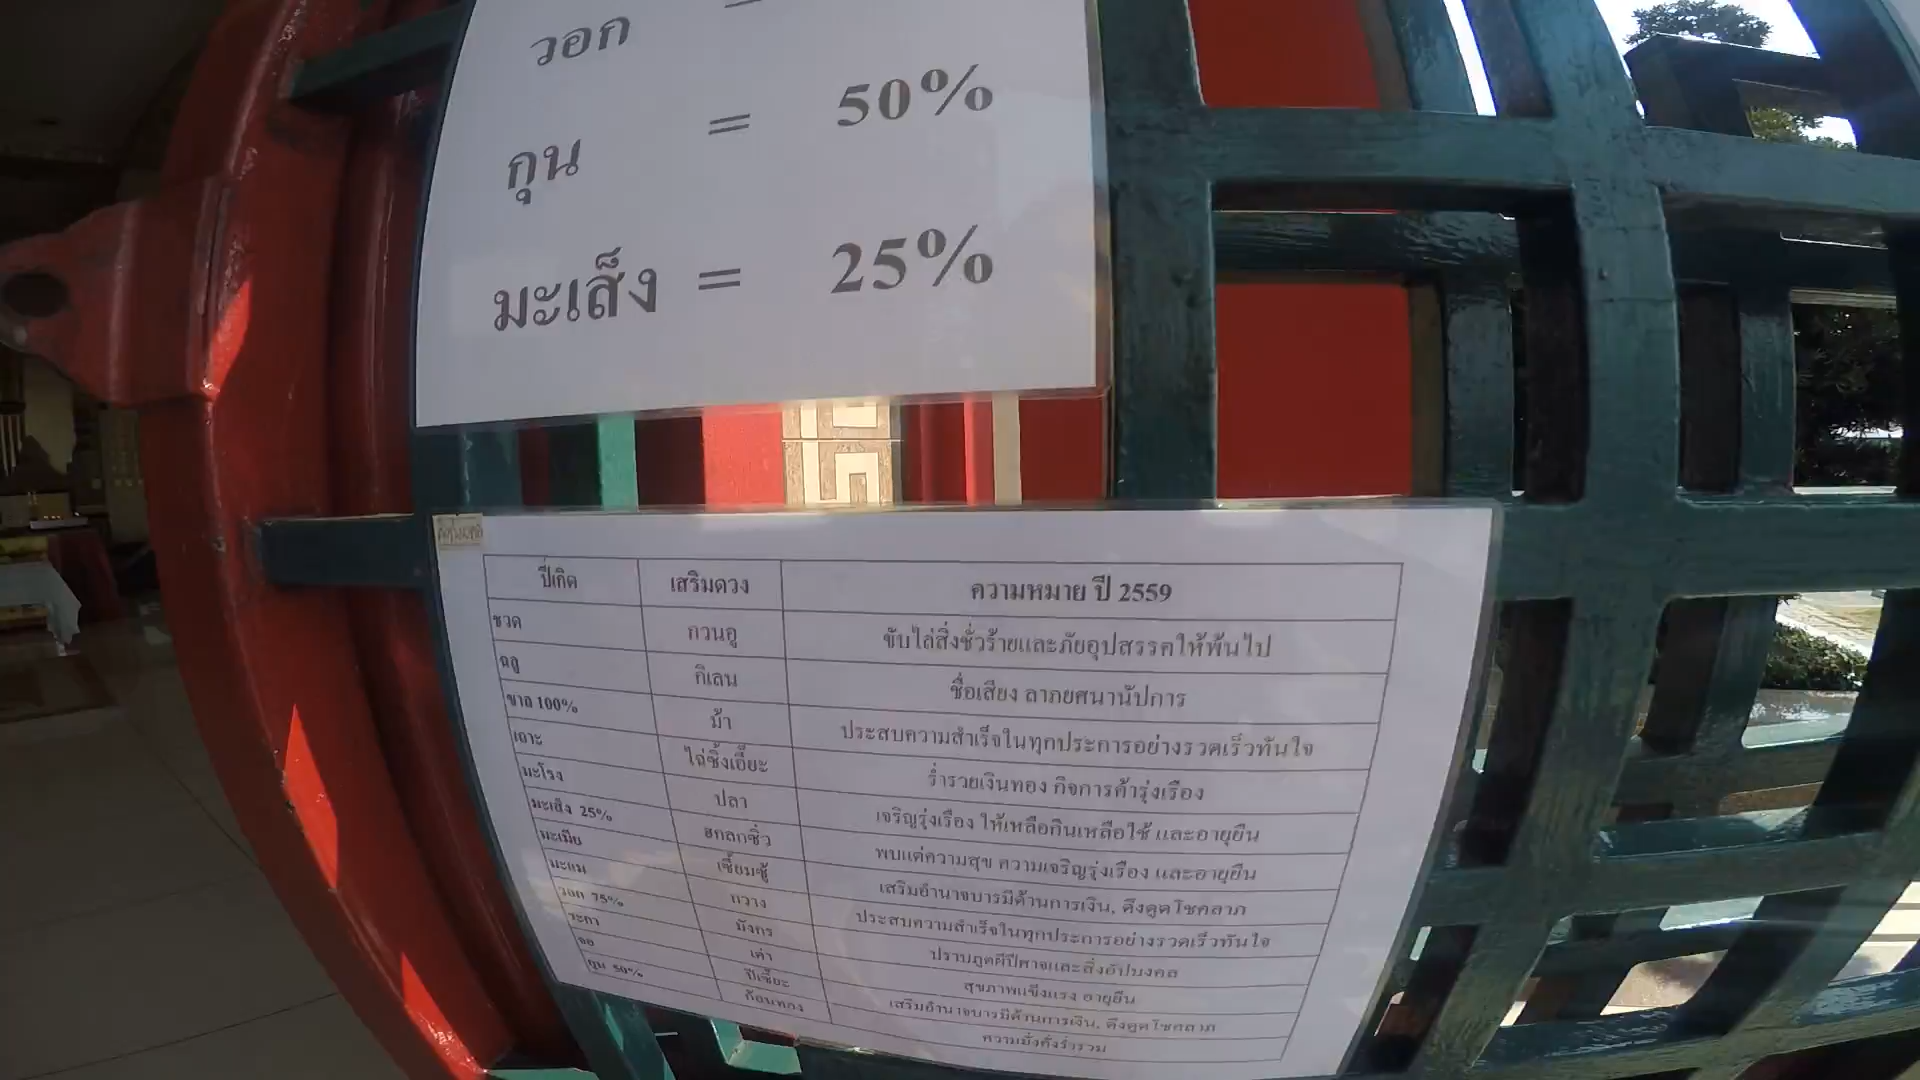 วอก =
กุน = 50%
มะเส็ง = 25%
ปีเกิด เสริมดวง ความหมาย ปี 2559
ชวด กวนอู ขับไล่สิ่งชั่วร้ายและภัยอุปสรรคให้พ้นไป
ฉลู กิเลน ชื่อเสียง ลาภยศนานัปการ
ขาล 100% ม้า ประสบความสำเร็จในทุกประการอย่างรวดเร็วทันใจ
เถาะ ไฉ่ซิ้งเอี๊ยะ ร่ำรวยเงินทอง กิจการค้ารุ่งเรือง
มะโรง ปลา เจริญรุ่งเรือง ให้เหลือกินเหลือใช้ และอายุยืน
มะเส็ง 25% ฮกลกซิ่ว พบแต่ความสุข ความเจริญรุ่งเรือง และอายุยืน
มะเมีย เซี้ยมซู้ เสริมอำนาจบารมีด้านการเงิน, ดึงดูดโชคลาภ
มะแม กวาง ประสบความสำเร็จในทุกประการอย่างรวดเร็วทันใจ
วอก 75% มังกร ปราบภูตผีปีศาจและสิ่งอัปมงคล
ระกา เต่า สุขภาพแข็งแรง อายุยืน
จอ ปี่เซี๊ยะ เสริมอำนาจบารมีด้านการเงิน, ดึงดูดโชคลาภ
กุน 50% ก้อนทอง ความมั่งคั่งร่ำรวย